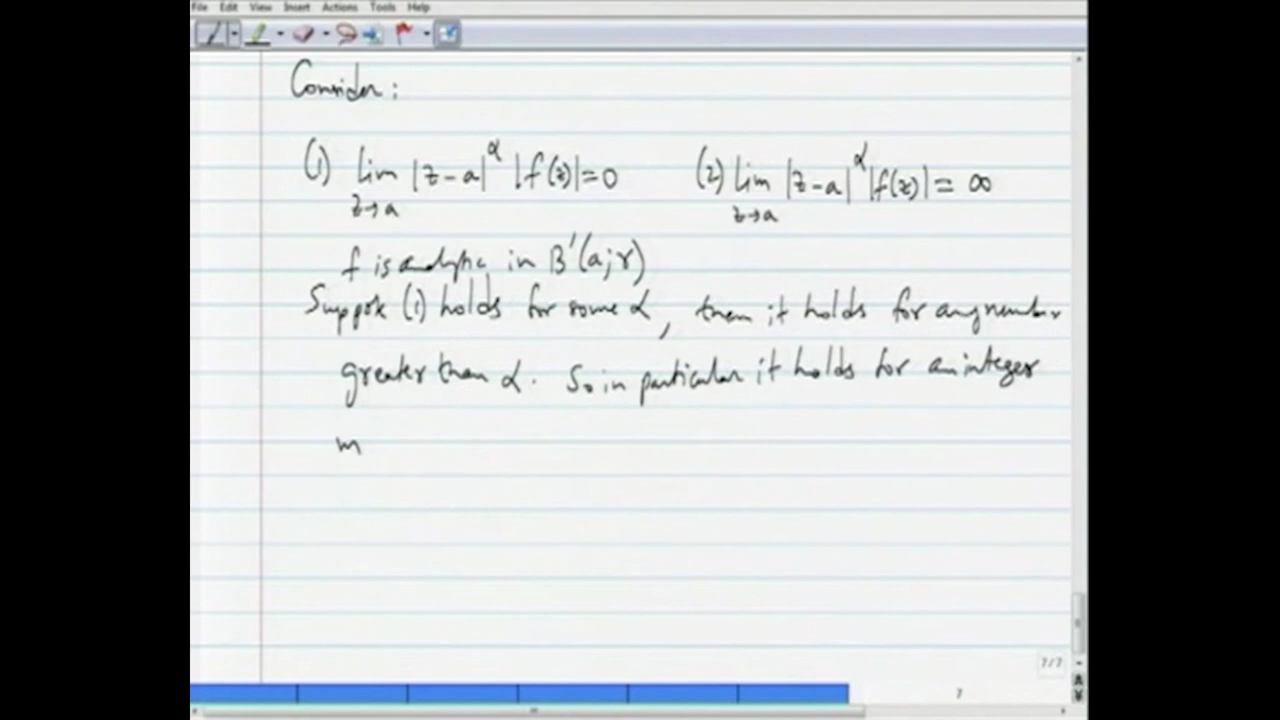 File Edit View Insert Actions Tools Help
Consider:
(1) lim z→a |z-a|^α |f(z)| = 0 (2) lim z→a |z-a|^α |f(z)| = ∞
f is analytic in B'(a;r)
Suppose (1) holds for some α, then it holds for any number
greater than α. So in particular it holds for an integer
m
7/7
7